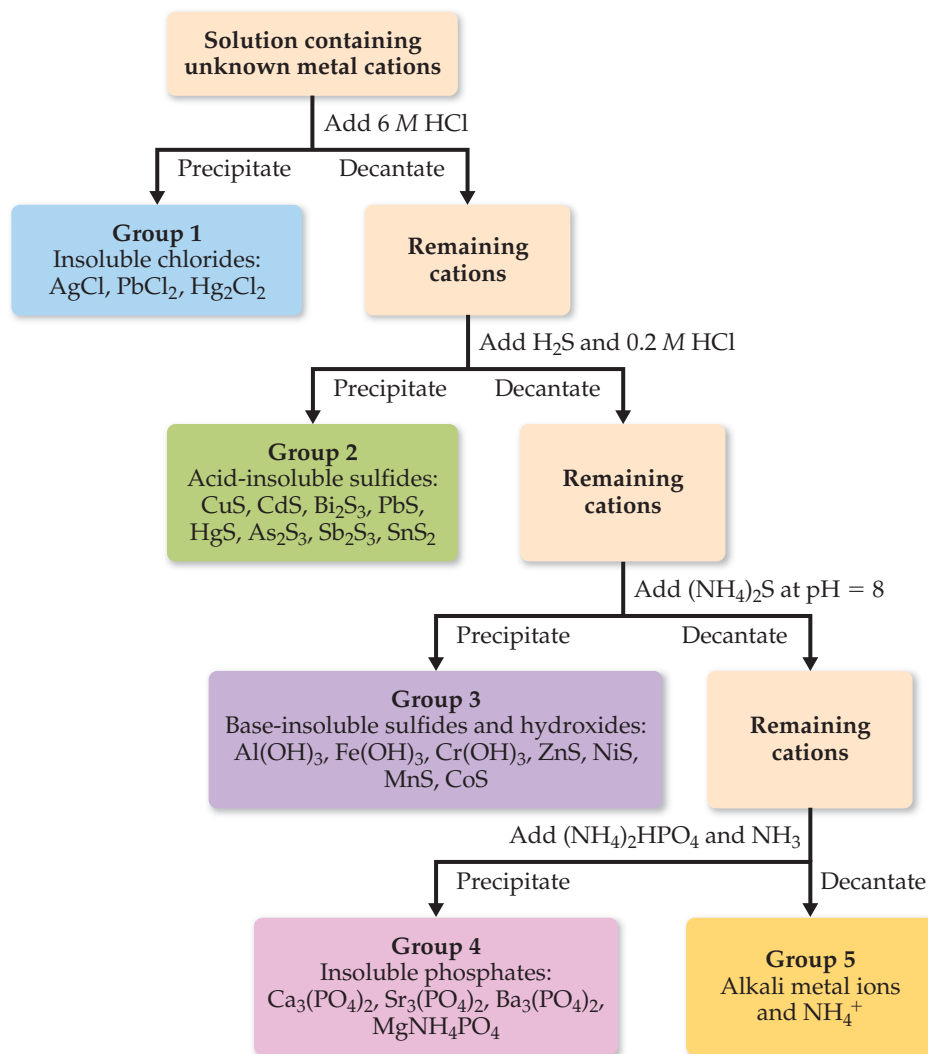 Solution containing
unknown metal cations
Add 6 M HCl
Precipitate
Decantate
Group 1
Insoluble chlorides:
AgCl, PbCl₂, Hg₂Cl₂
Remaining
cations
Add H₂S and 0.2 M HCl
Precipitate
Decantate
Group 2
Acid-insoluble sulfides:
CuS, CdS, Bi₂S₃, PbS,
HgS, As₂S₃, Sb₂S₃, SnS₂
Remaining
cations
Add (NH₄)₂S at pH = 8
Precipitate
Decantate
Group 3
Base-insoluble sulfides and hydroxides:
Al(OH)₃, Fe(OH)₃, Cr(OH)₃, ZnS, NiS,
MnS, CoS
Remaining
cations
Add (NH₄)₂HPO₄ and NH₃
Precipitate
Decantate
Group 4
Insoluble phosphates:
Ca₃(PO₄)₂, Sr₃(PO₄)₂, Ba₃(PO₄)₂,
MgNH₄PO₄
Group 5
Alkali metal ions
and NH₄⁺